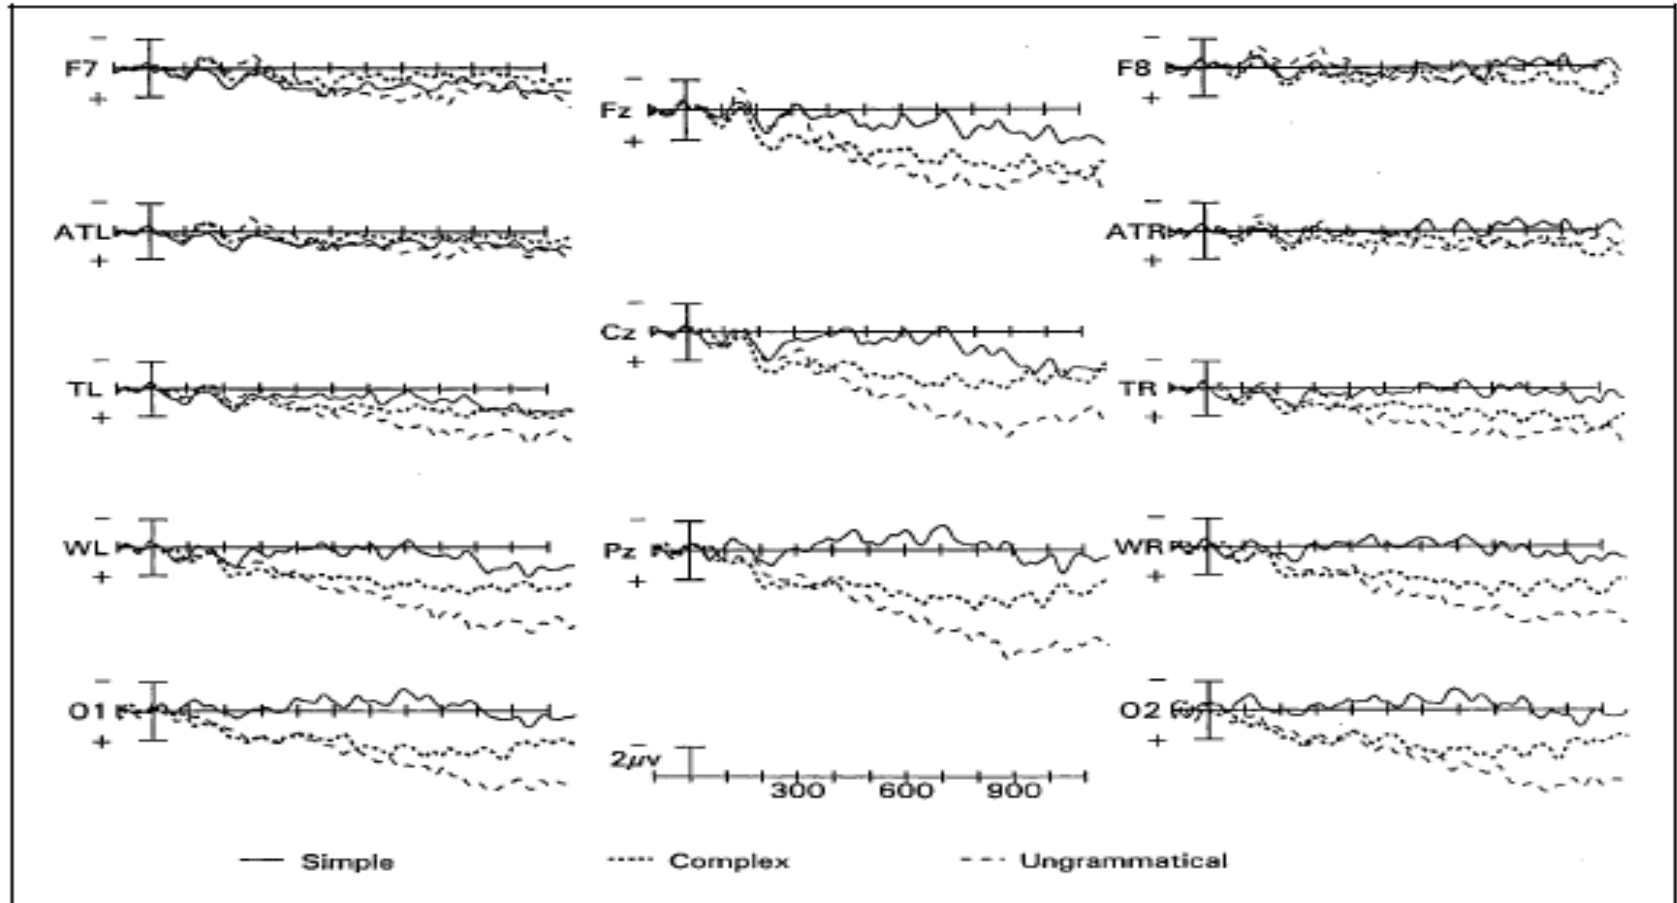 −
F7
+
−
Fz
+
−
F8
+
−
ATL
+
−
ATR
+
−
Cz
+
−
TL
+
−
TR
+
−
WL
+
−
Pz
+
−
WR
+
−
O1
+
−
O2
+
2μv
300 600 900
Simple Complex Ungrammatical